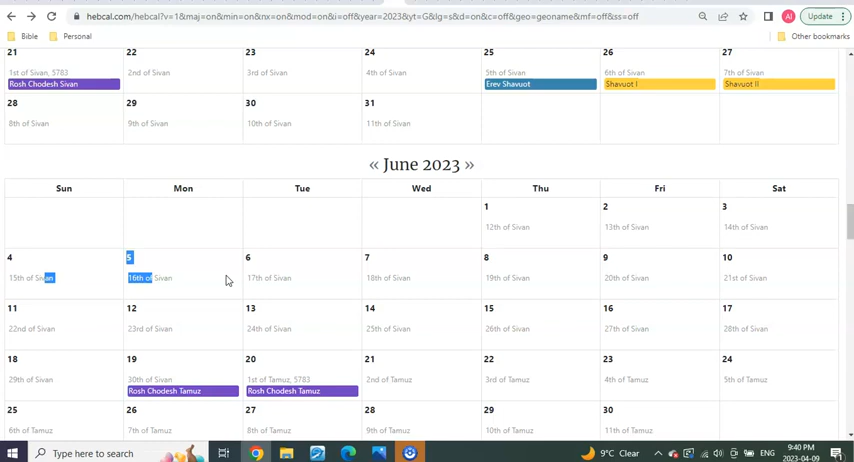 hebcal.com/hebcal?v=1&maj=on&min=on&nx=on&mod=on&i=off&year=2023&yt=G&lg=s&d=on&c=off&geo=geoname&mf=off&ss=off
AI
Update
Bible Personal Other bookmarks
21 22 23 24 25 26 27
1st of Sivan, 5783 2nd of Sivan 3rd of Sivan 4th of Sivan 5th of Sivan 6th of Sivan 7th of Sivan
Rosh Chodesh Sivan Erev Shavuot Shavuot I Shavuot II
28 29 30 31
8th of Sivan 9th of Sivan 10th of Sivan 11th of Sivan
« June 2023 »
Sun Mon Tue Wed Thu Fri Sat
1 2 3
12th of Sivan 13th of Sivan 14th of Sivan
4 5 6 7 8 9 10
15th of Sivan 16th of Sivan 17th of Sivan 18th of Sivan 19th of Sivan 20th of Sivan 21st of Sivan
11 12 13 14 15 16 17
22nd of Sivan 23rd of Sivan 24th of Sivan 25th of Sivan 26th of Sivan 27th of Sivan 28th of Sivan
18 19 20 21 22 23 24
29th of Sivan 30th of Sivan 1st of Tamuz, 5783 2nd of Tamuz 3rd of Tamuz 4th of Tamuz 5th of Tamuz
Rosh Chodesh Tamuz Rosh Chodesh Tamuz
25 26 27 28 29 30
6th of Tamuz 7th of Tamuz 8th of Tamuz 9th of Tamuz 10th of Tamuz 11th of Tamuz
Type here to search 9°C Clear ENG 9:40 PM
2023-04-09